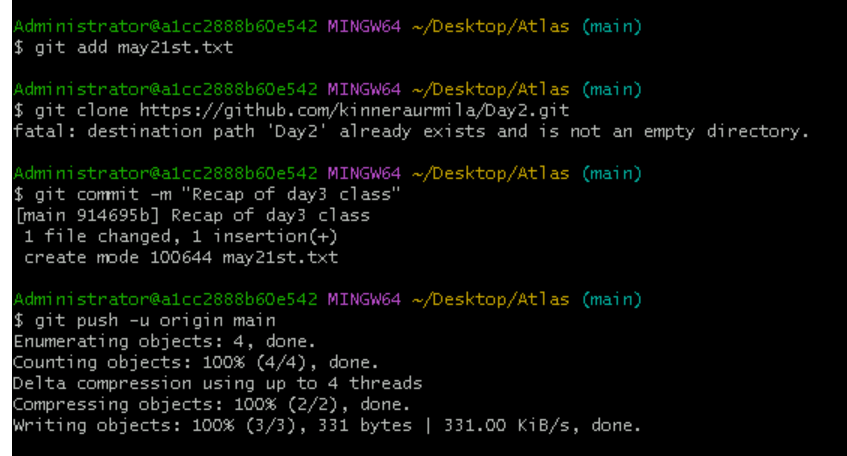 Administrator@a1cc2888b60e542 MINGW64 ~/Desktop/Atlas (main)
$ git add may21st.txt
Administrator@a1cc2888b60e542 MINGW64 ~/Desktop/Atlas (main)
$ git clone https://github.com/kinneraurmila/Day2.git
fatal: destination path 'Day2' already exists and is not an empty directory.
Administrator@a1cc2888b60e542 MINGW64 ~/Desktop/Atlas (main)
$ git commit -m "Recap of day3 class"
[main 914695b] Recap of day3 class
1 file changed, 1 insertion(+)
create mode 100644 may21st.txt
Administrator@a1cc2888b60e542 MINGW64 ~/Desktop/Atlas (main)
$ git push -u origin main
Enumerating objects: 4, done.
Counting objects: 100% (4/4), done.
Delta compression using up to 4 threads
Compressing objects: 100% (2/2), done.
Writing objects: 100% (3/3), 331 bytes | 331.00 KiB/s, done.